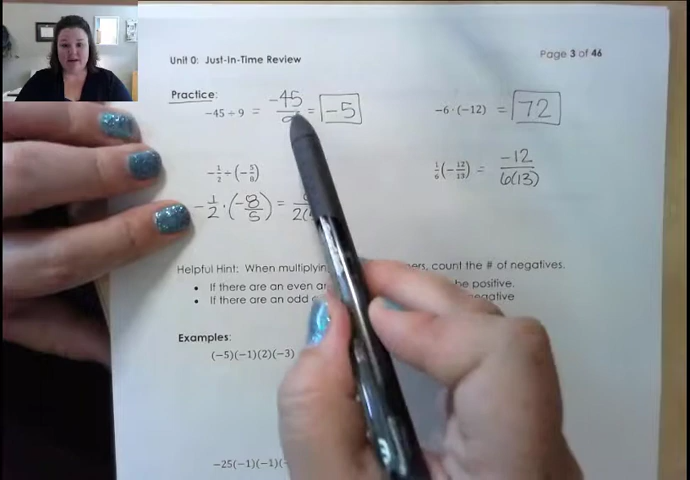 Unit 0: Just-In-Time Review
Page 3 of 46
Practice:
-45 ÷ 9 = -45/ = -5
-6 · (-12) = 72
-1/2 ÷ (-5/8)
1/6(-12/13) = -12/6(13)
-1/2 · (-8/5) =
Helpful Hint: When multiplying count the # of negatives.
If there are an even be positive.
If there are an odd
Examples:
(-5)(-1)(2)(-3)
-25(-1)(-1)